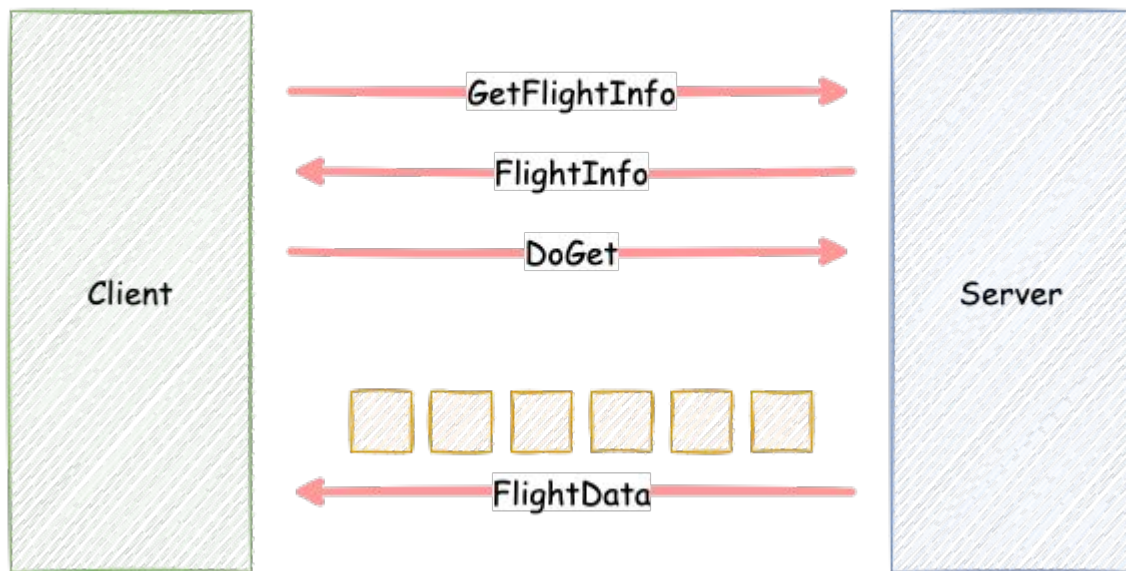 GetFlightInfo
FlightInfo
DoGet
Client
Server
FlightData